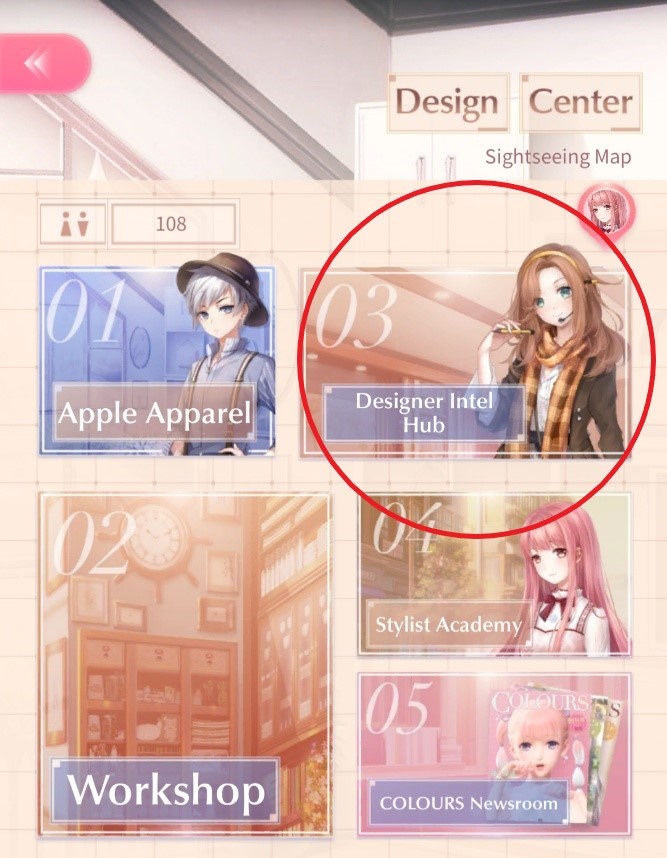 Design Center
Sightseeing Map
108
01
Apple Apparel
03
Designer Intel
Hub
02
Workshop
04
Stylist Academy
05
COLOURS
COLOURS Newsroom